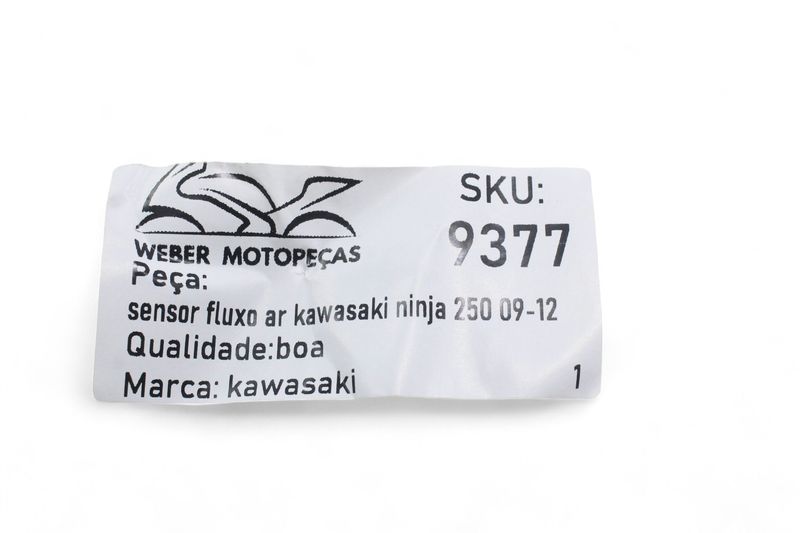 WEBER MOTOPEÇAS
SKU:
9377
Peça:
sensor fluxo ar kawasaki ninja 250 09-12
Qualidade:boa
Marca: kawasaki
1